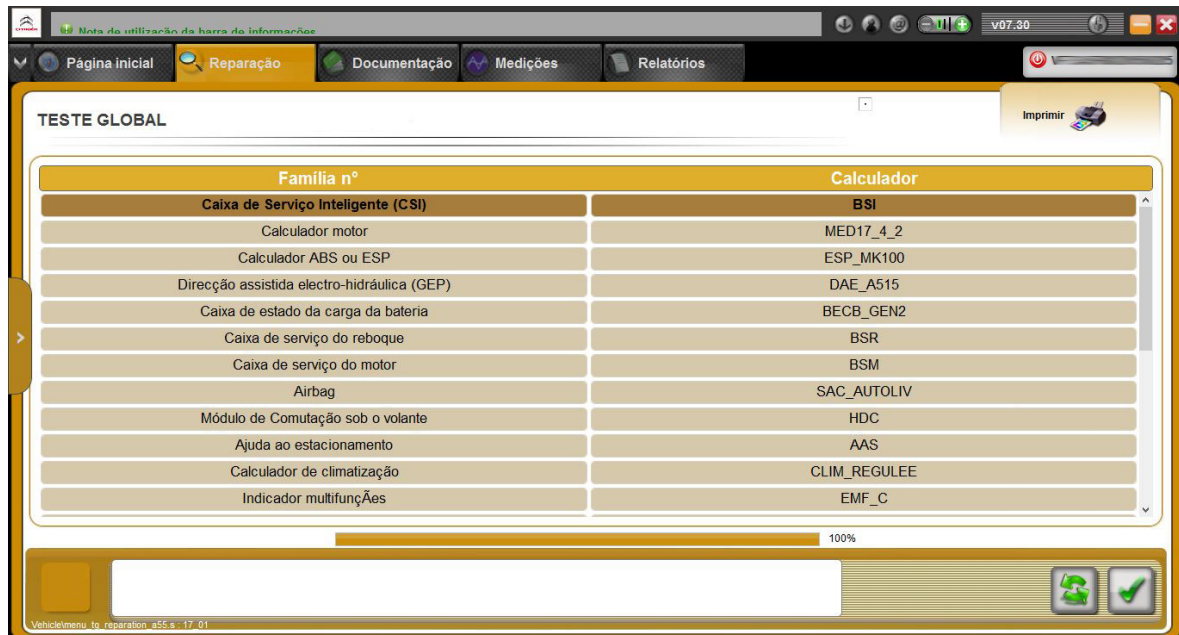 CITROËN
Nota de utilização da barra de informações
v07.30
Página inicial
Reparação
Documentação
Medições
Relatórios
TESTE GLOBAL
Imprimir
Família n° Calculador
Caixa de Serviço Inteligente (CSI) BSI
Calculador motor MED17_4_2
Calculador ABS ou ESP ESP_MK100
Direcção assistida electro-hidráulica (GEP) DAE_A515
Caixa de estado da carga da bateria BECB_GEN2
Caixa de serviço do reboque BSR
Caixa de serviço do motor BSM
Airbag SAC_AUTOLIV
Módulo de Comutação sob o volante HDC
Ajuda ao estacionamento AAS
Calculador de climatização CLIM_REGULEE
Indicador multifunçÃes EMF_C
100%
Vehicle\menu_tg_reparation_a55.s : 17_01